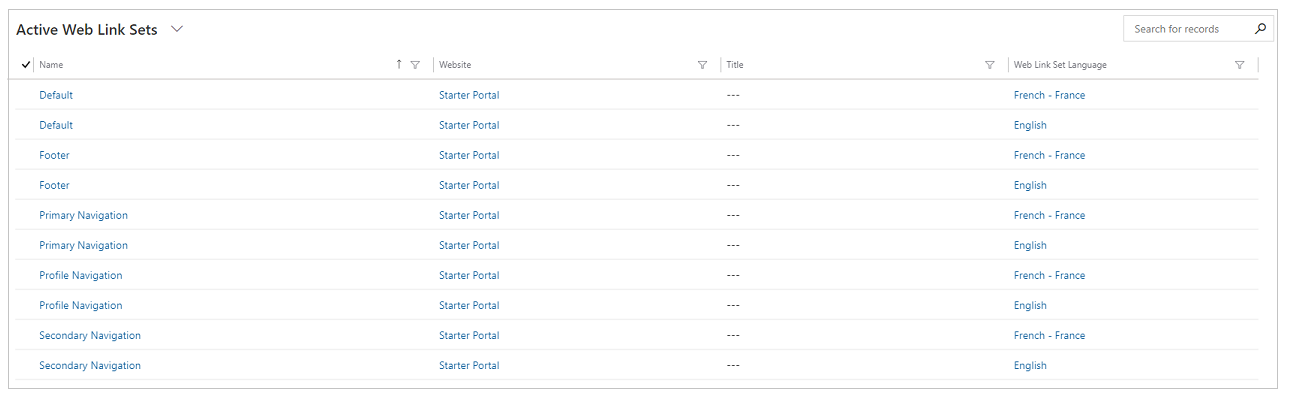 Active Web Link Sets
Search for records
Name Website Title Web Link Set Language
Default Starter Portal --- French - France
Default Starter Portal --- English
Footer Starter Portal --- French - France
Footer Starter Portal --- English
Primary Navigation Starter Portal --- French - France
Primary Navigation Starter Portal --- English
Profile Navigation Starter Portal --- French - France
Profile Navigation Starter Portal --- English
Secondary Navigation Starter Portal --- French - France
Secondary Navigation Starter Portal --- English